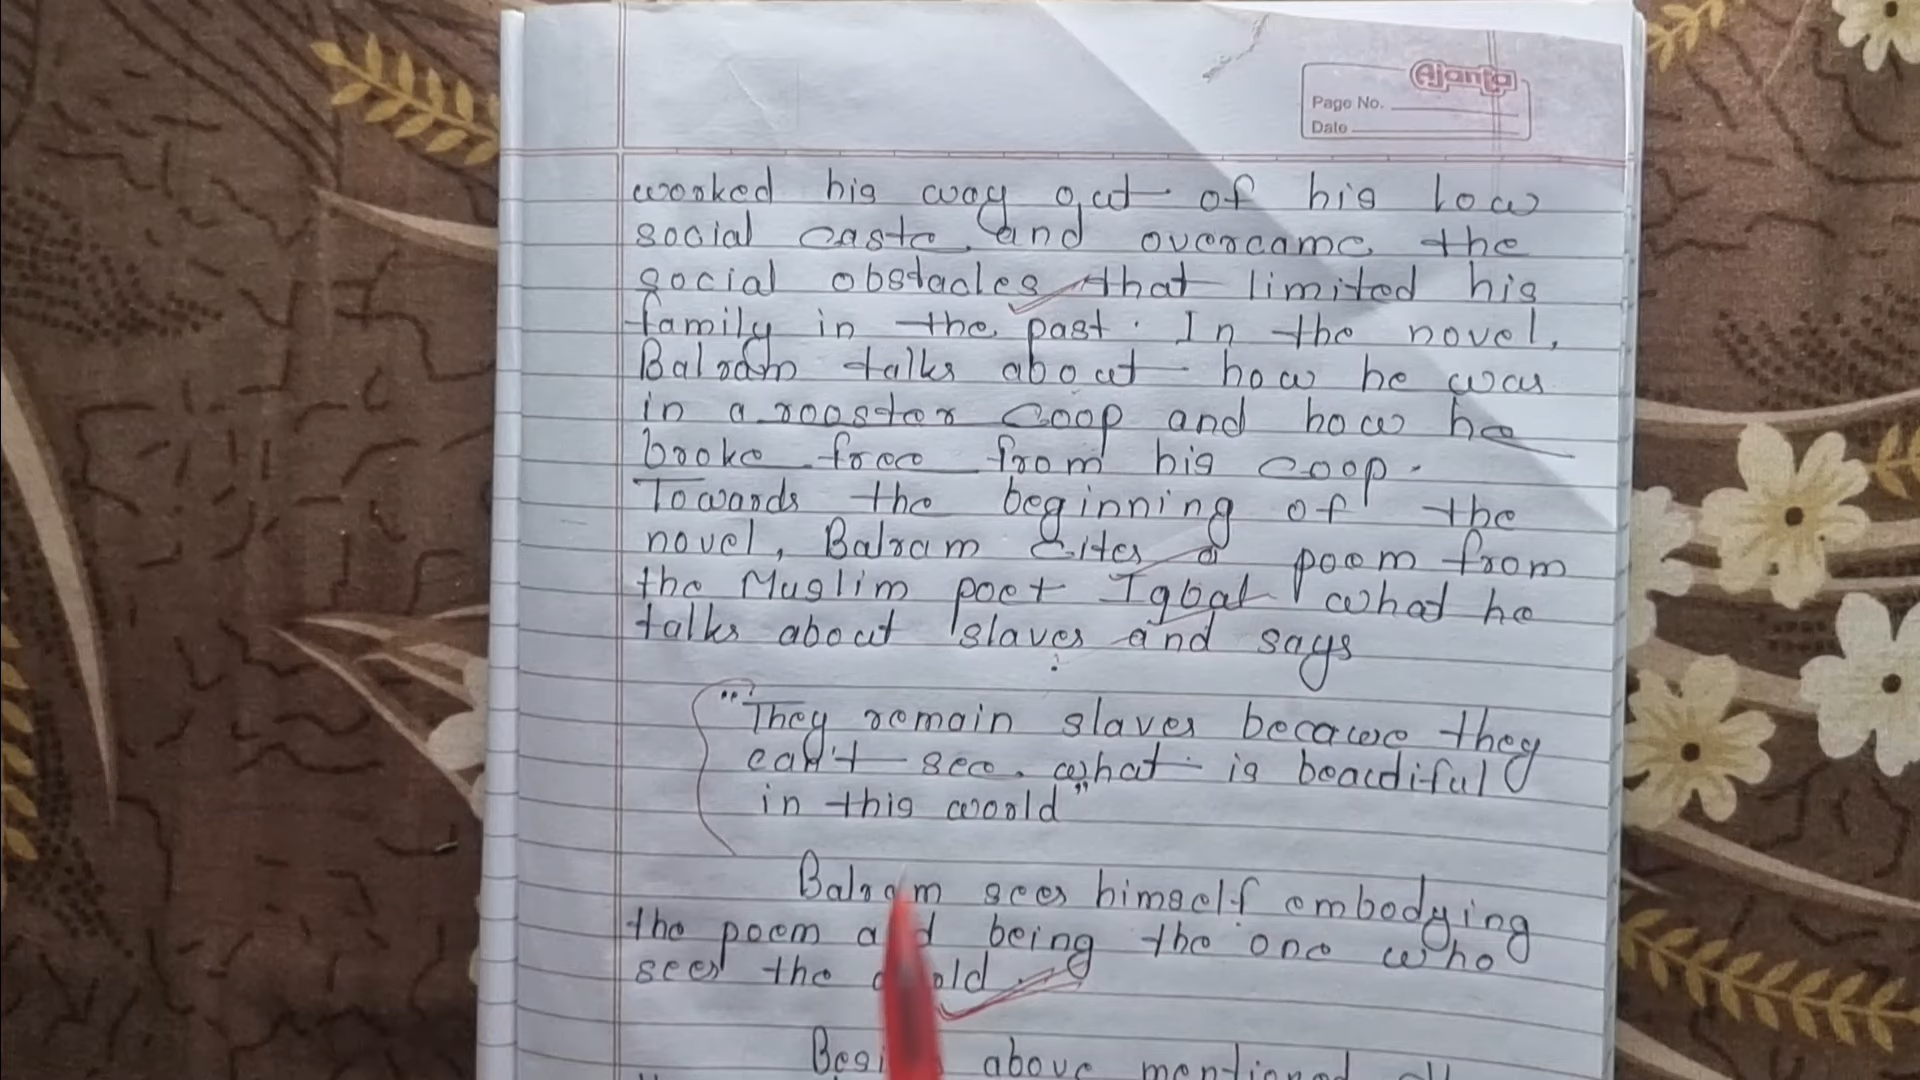 Ajanta
Page No.
Date
worked his way out of his low
social caste and overcame the
social obstacles that limited his
family in the past. In the novel,
Balram talks about how he was
in a rooster coop and how he
broke free from his coop.
Towards the beginning of the
novel, Balram cites a poem from
the Muslim poet Iqbal what he
talks about slaves and says :
"They remain slaves because they
can't see what is beautiful
in this world"
Balram sees himself embodying
the poem and being the one who
sees the world.
above mentioned